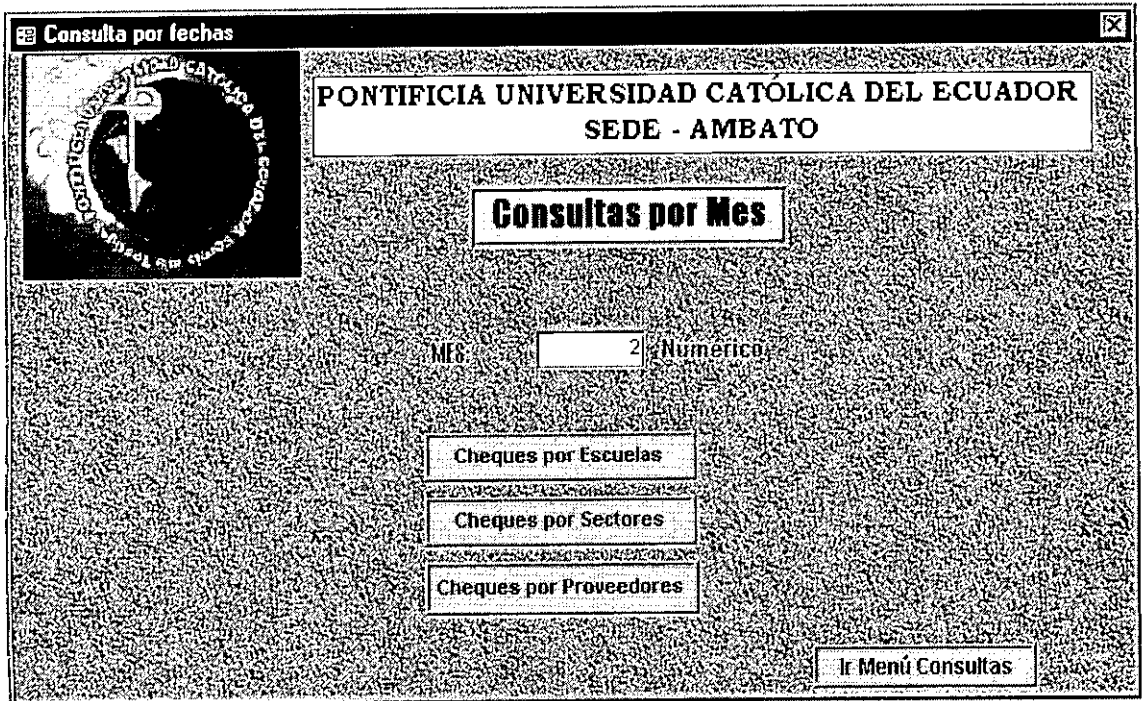 Consulta por fechas
PONTIFICIA UNIVERSIDAD CATÓLICA DEL ECUADOR
SEDE - AMBATO
Consultas por Mes
MES: 2 Numerico
Cheques por Escuelas
Cheques por Sectores
Cheques por Proveedores
Ir Menú Consultas